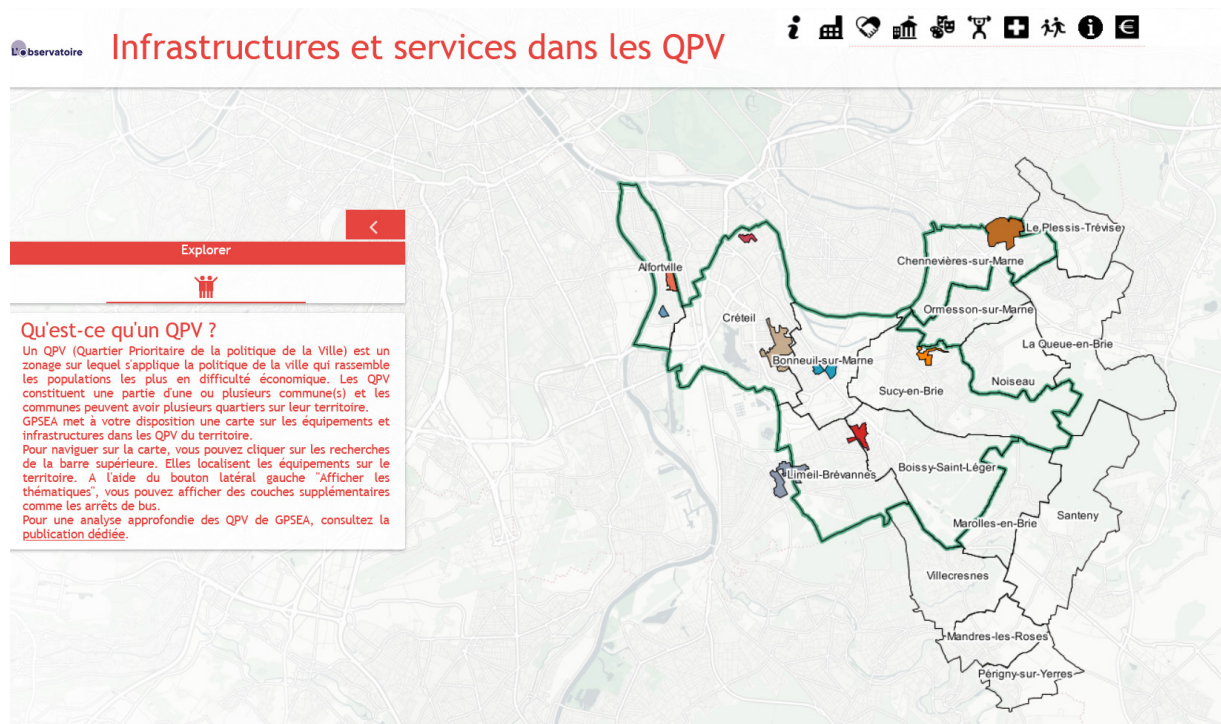 L'observatoire
Infrastructures et services dans les QPV
Explorer
Qu'est-ce qu'un QPV ?
Un QPV (Quartier Prioritaire de la politique de la Ville) est un
zonage sur lequel s'applique la politique de la ville qui rassemble
les populations les plus en difficulté économique. Les QPV
constituent une partie d'une ou plusieurs commune(s) et les
communes peuvent avoir plusieurs quartiers sur leur territoire.
GPSEA met à votre disposition une carte sur les équipements et
infrastructures dans les QPV du territoire.
Pour naviguer sur la carte, vous pouvez cliquer sur les recherches
de la barre supérieure. Elles localisent les équipements sur le
territoire. A l'aide du bouton latéral gauche "Afficher les
thématiques", vous pouvez afficher des couches supplémentaires
comme les arrêts de bus.
Pour une analyse approfondie des QPV de GPSEA, consultez la
publication dédiée.
Le Plessis-Trévise
Chennevières-sur-Marne
Alfortville
Ormesson-sur-Marne
Créteil
La Queue-en-Brie
Bonneuil-sur-Marne
Noiseau
Sucy-en-Brie
Boissy-Saint-Léger
Limeil-Brévannes
Santeny
Marolles-en-Brie
Villecresnes
Mandres-les-Roses
Périgny-sur-Yerres